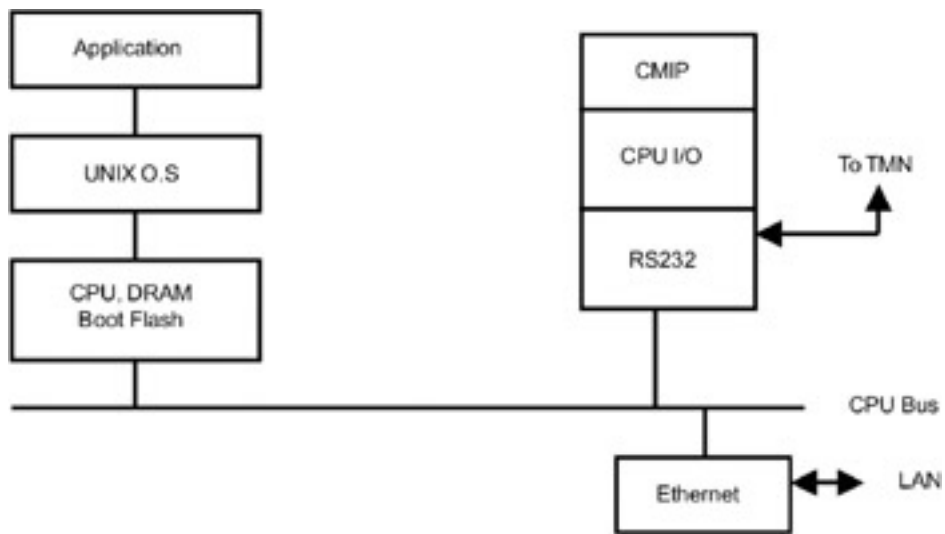 Application
UNIX O.S
CPU, DRAM
Boot Flash
CMIP
CPU I/O
RS232
To TMN
CPU Bus
Ethernet
LAN